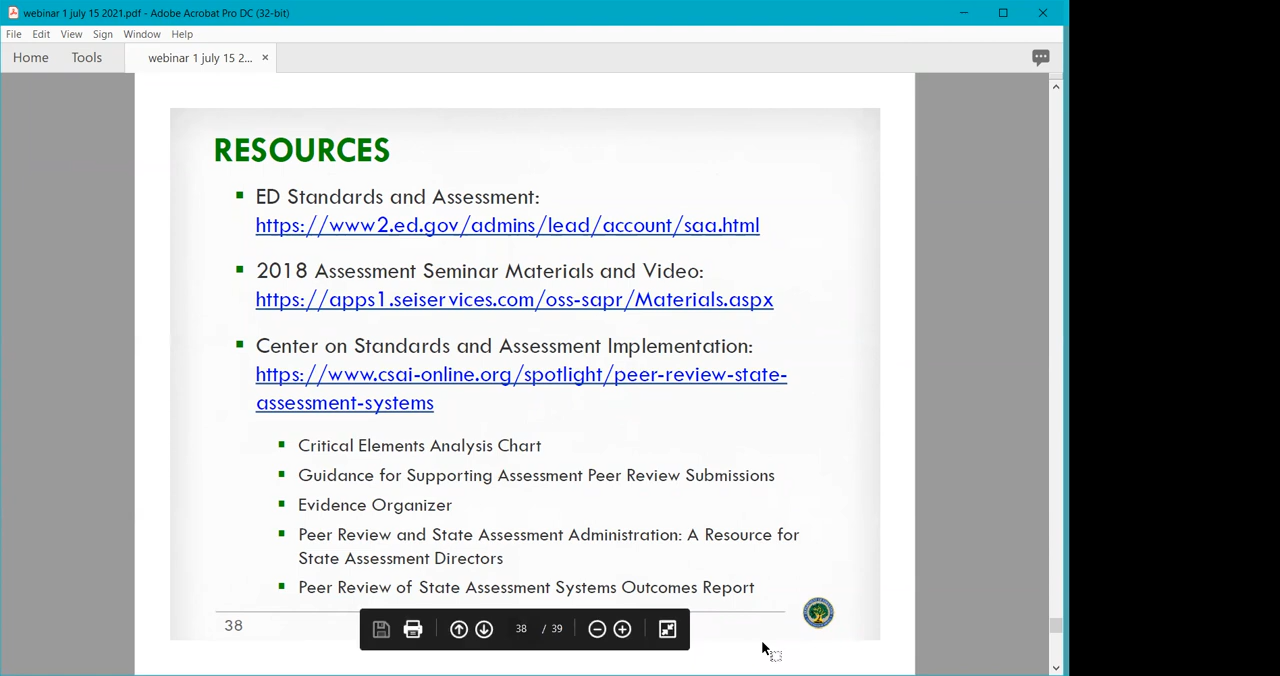 webinar 1 july 15 2021.pdf - Adobe Acrobat Pro DC (32-bit)
File Edit View Sign Window Help
Home Tools webinar 1 july 15 2... ×
RESOURCES
ED Standards and Assessment:
https://www2.ed.gov/admins/lead/account/saa.html
2018 Assessment Seminar Materials and Video:
https://apps1.seiservices.com/oss-sapr/Materials.aspx
Center on Standards and Assessment Implementation:
https://www.csai-online.org/spotlight/peer-review-state-
assessment-systems
Critical Elements Analysis Chart
Guidance for Supporting Assessment Peer Review Submissions
Evidence Organizer
Peer Review and State Assessment Administration: A Resource for
State Assessment Directors
Peer Review of State Assessment Systems Outcomes Report
38
38 / 39